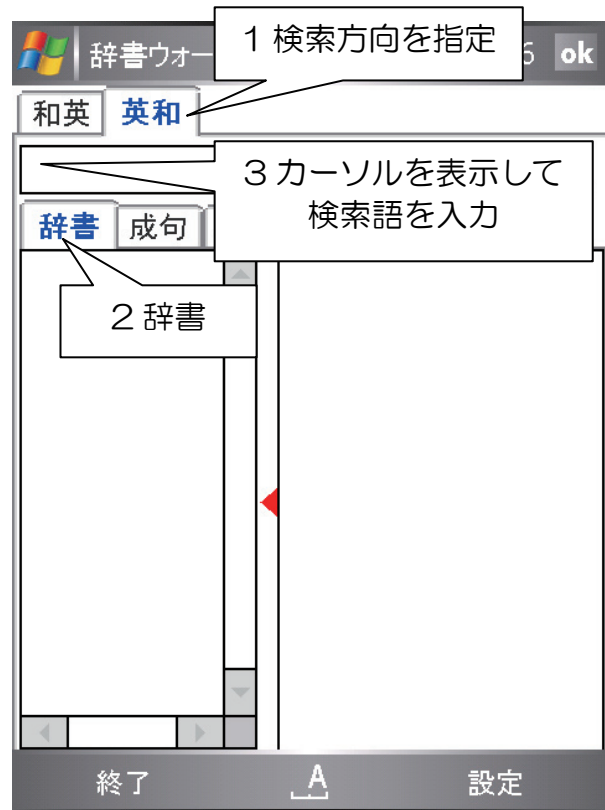 辞書ウォー
1 検索方向を指定
6 ok
和英 英和
3 カーソルを表示して
検索語を入力
辞書 成句
2 辞書
終了 A 設定